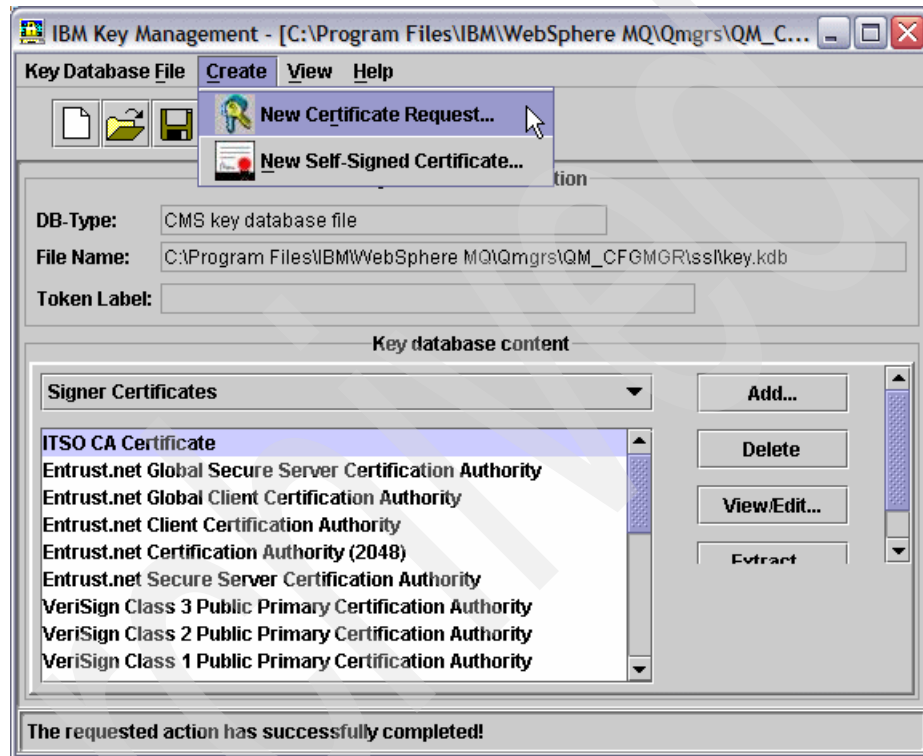 IBM Key Management - [C:\Program Files\IBM\WebSphere MQ\Qmgrs\QM_C...
Key Database File Create View Help
New Certificate Request...
New Self-Signed Certificate...
tion
DB-Type: CMS key database file
File Name: C:\Program Files\IBM\WebSphere MQ\Qmgrs\QM_CFGMGR\ssl\key.kdb
Token Label:
Key database content
Signer Certificates
Add...
ITSO CA Certificate
Entrust.net Global Secure Server Certification Authority
Entrust.net Global Client Certification Authority
Entrust.net Client Certification Authority
Entrust.net Certification Authority (2048)
Entrust.net Secure Server Certification Authority
VeriSign Class 3 Public Primary Certification Authority
VeriSign Class 2 Public Primary Certification Authority
VeriSign Class 1 Public Primary Certification Authority
Delete
View/Edit...
Extract
The requested action has successfully completed!